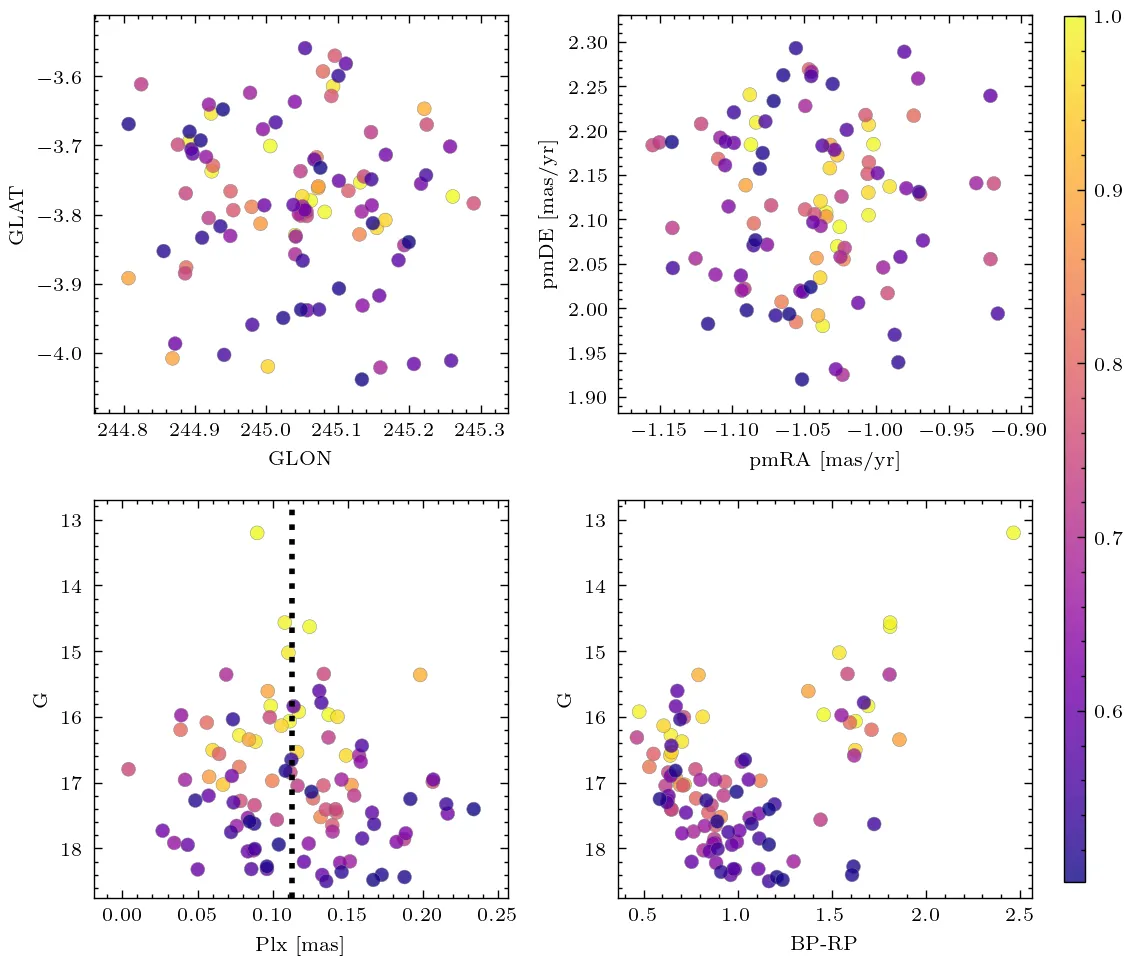 −3.6
−3.7
−3.8
−3.9
−4.0
GLAT
244.8 244.9 245.0 245.1 245.2 245.3
GLON
2.30
2.25
2.20
2.15
2.10
2.05
2.00
1.95
1.90
pmDE [mas/yr]
−1.15 −1.10 −1.05 −1.00 −0.95 −0.90
pmRA [mas/yr]
13
14
15
16
17
18
G
0.00 0.05 0.10 0.15 0.20 0.25
Plx [mas]
13
14
15
16
17
18
G
0.5 1.0 1.5 2.0 2.5
BP-RP
1.0
0.9
0.8
0.7
0.6